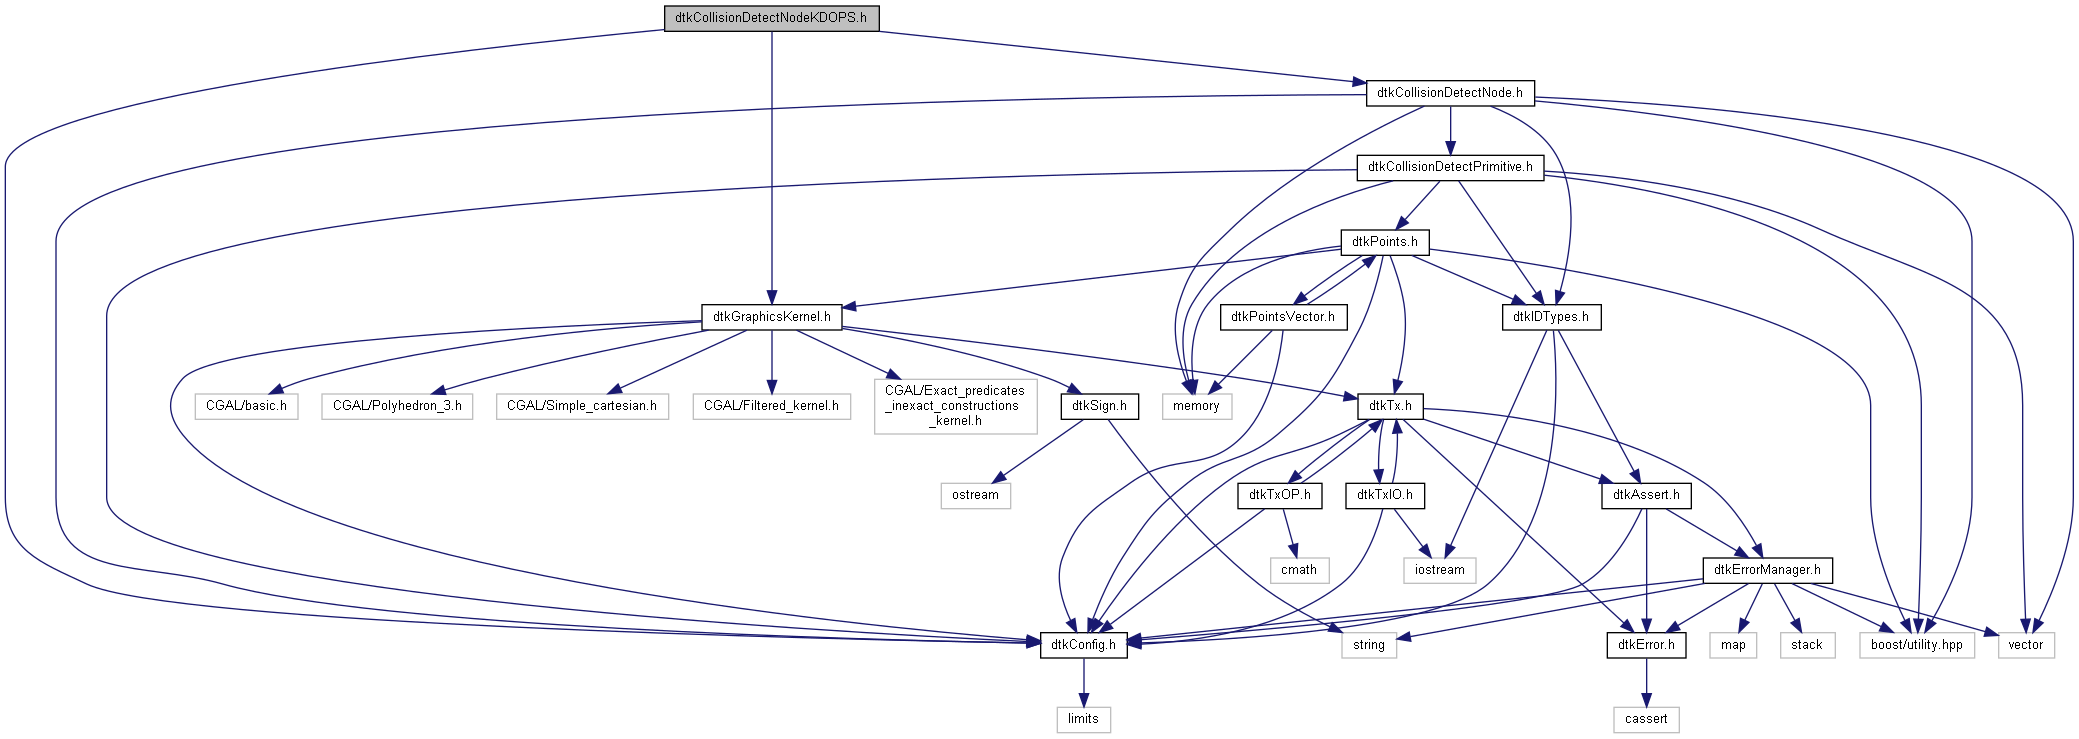 dtkCollisionDetectNodeKDOPS.h
dtkCollisionDetectNode.h
dtkCollisionDetectPrimitive.h
dtkPoints.h
dtkGraphicsKernel.h
dtkPointsVector.h
dtkIDTypes.h
CGAL/basic.h
CGAL/Polyhedron_3.h
CGAL/Simple_cartesian.h
CGAL/Filtered_kernel.h
CGAL/Exact_predicates
_inexact_constructions
_kernel.h
dtkSign.h
memory
dtkTx.h
ostream
dtkTxOP.h
dtkTxIO.h
dtkAssert.h
cmath
iostream
dtkErrorManager.h
dtkConfig.h
string
dtkError.h
map
stack
boost/utility.hpp
vector
limits
cassert